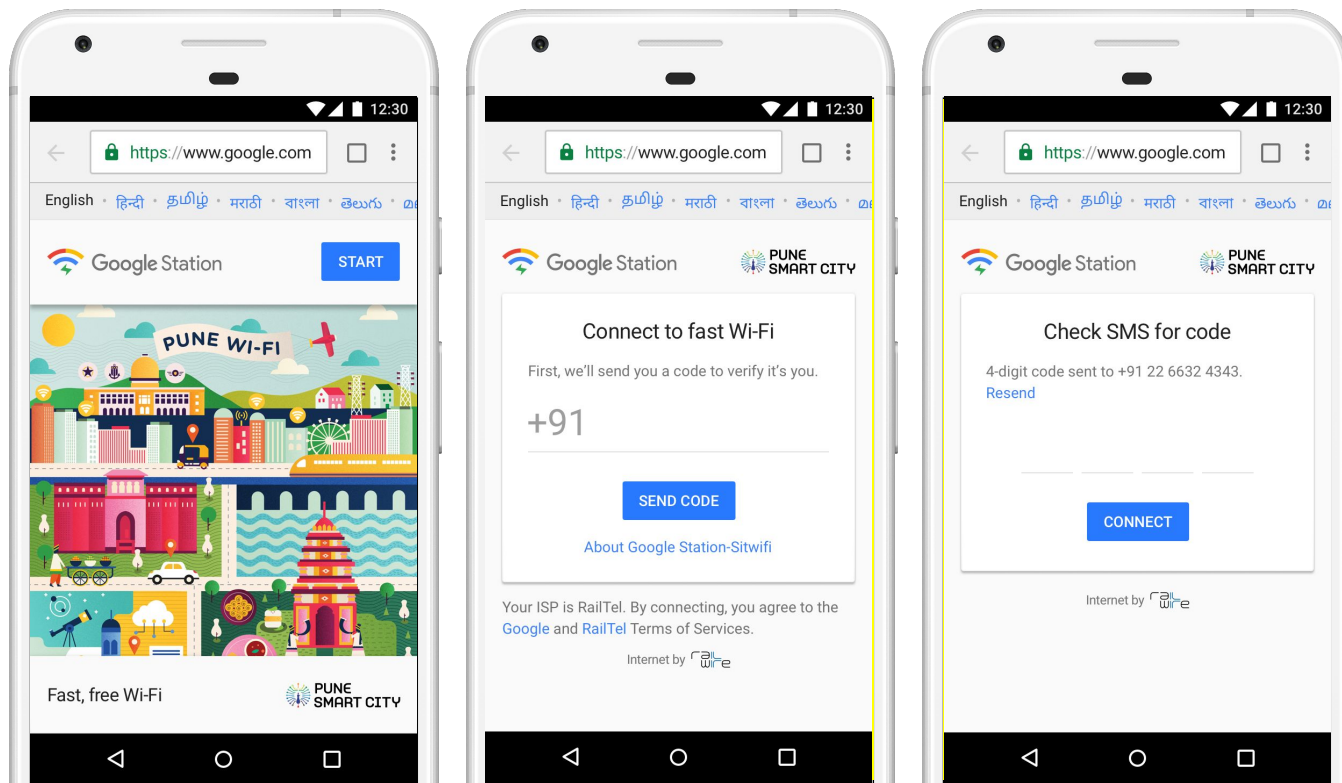 12:30
https://www.google.com
English · हिन्दी · தமிழ் · मराठी · বাংলা · తెలుగు ·
Google Station
START
PUNE WI-FI
Fast, free Wi-Fi
PUNE
SMART CITY
12:30
https://www.google.com
English · हिन्दी · தமிழ் · मराठी · বাংলা · తెలుగు ·
Google Station
PUNE
SMART CITY
Connect to fast Wi-Fi
First, we'll send you a code to verify it's you.
+91
SEND CODE
About Google Station-Sitwifi
Your ISP is RailTel. By connecting, you agree to the
Google and RailTel Terms of Services.
Internet by railwire
12:30
https://www.google.com
English · हिन्दी · தமிழ் · मराठी · বাংলা · తెలుగు ·
Google Station
PUNE
SMART CITY
Check SMS for code
4-digit code sent to +91 22 6632 4343.
Resend
CONNECT
Internet by railwire